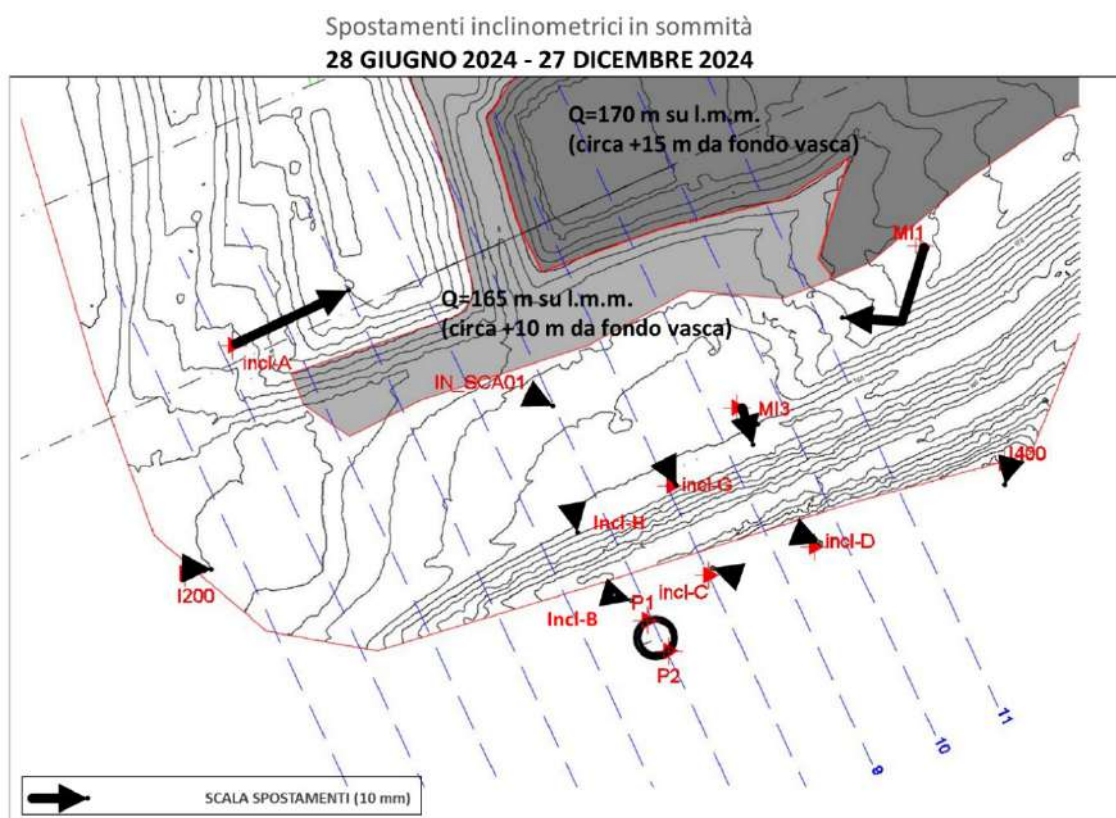 Spostamenti inclinometrici in sommità
28 GIUGNO 2024 - 27 DICEMBRE 2024
Q=170 m su l.m.m.
(circa +15 m da fondo vasca)
MI1
Q=165 m su l.m.m.
(circa +10 m da fondo vasca)
incl-A
IN_SCA01
MI3
I400
incl-G
Incl-H
incl-D
I200
incl-C
Incl-B
P1
P2
11
10
9
SCALA SPOSTAMENTI (10 mm)